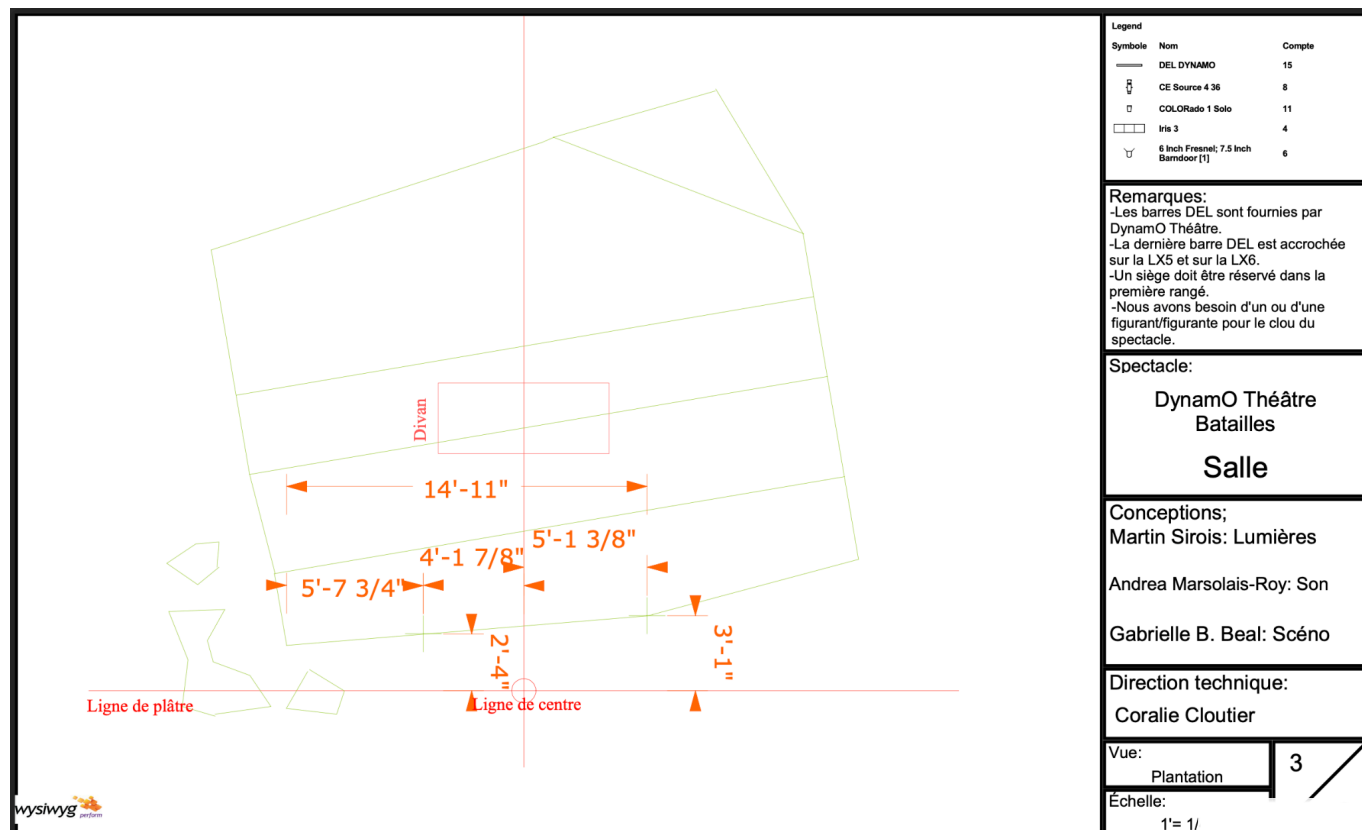 Legend
Symbole Nom Compte
DEL DYNAMO 15
CE Source 4 36 8
COLORado 1 Solo 11
Iris 3 4
6 Inch Fresnel; 7.5 Inch
Barndoor [1] 6
Remarques:
-Les barres DEL sont fournies par
DynamO Théâtre.
-La dernière barre DEL est accrochée
sur la LX5 et sur la LX6.
-Un siège doit être réservé dans la
première rangé.
-Nous avons besoin d'un ou d'une
figurant/figurante pour le clou du
spectacle.
Spectacle:
DynamO Théâtre
Batailles
Salle
Conceptions;
Martin Sirois: Lumières
Andrea Marsolais-Roy: Son
Gabrielle B. Beal: Scéno
Direction technique:
Coralie Cloutier
Vue:
Plantation
3
Échelle:
1'= 1/
Divan
14'-11"
5'-1 3/8"
4'-1 7/8"
5'-7 3/4"
2'-4"
3'-1"
Ligne de plâtre
Ligne de centre
wysiwyg
perform